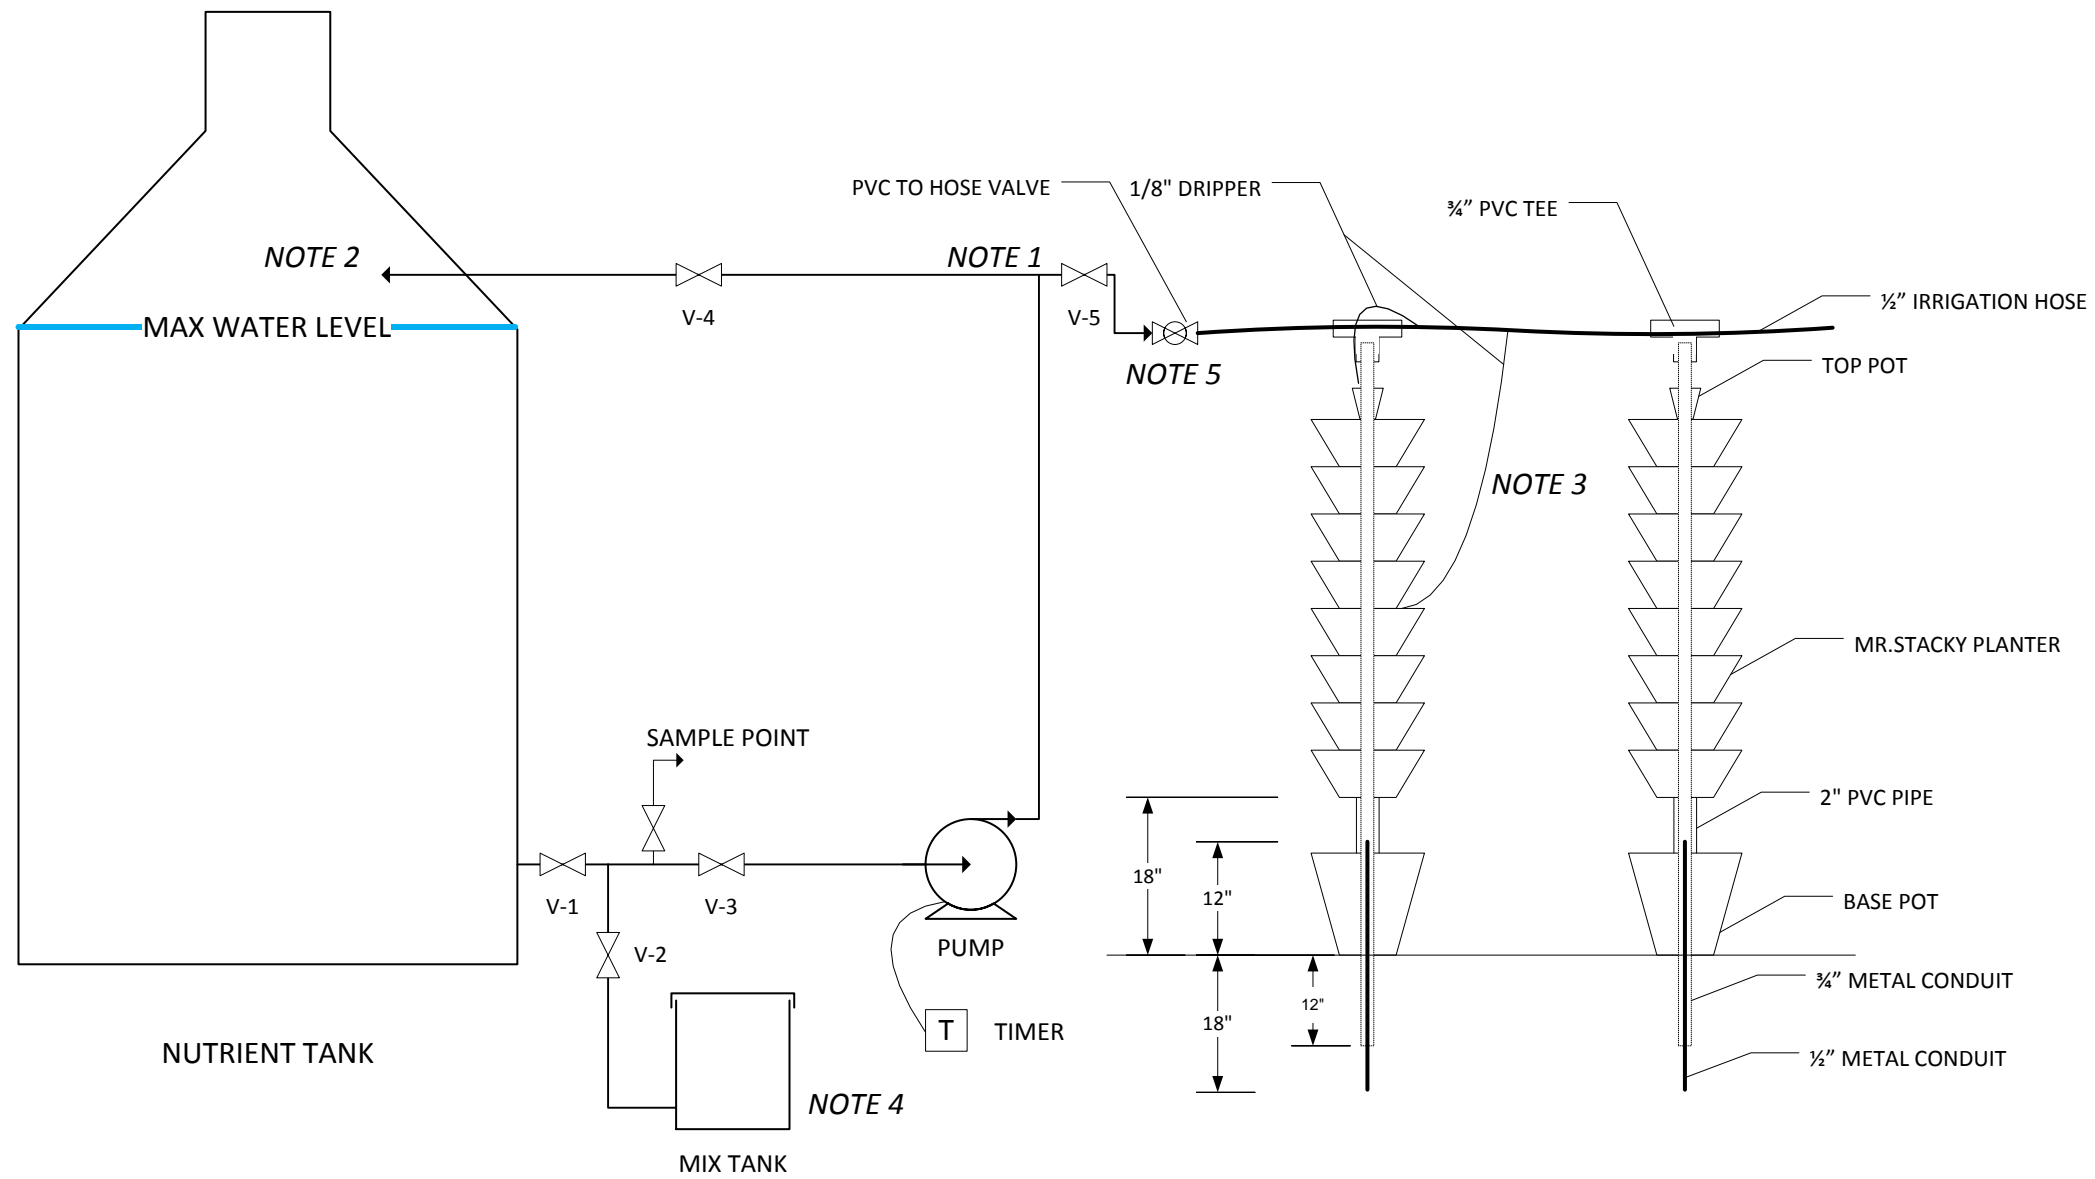 PVC TO HOSE VALVE
1/8" DRIPPER
¾” PVC TEE
NOTE 2
NOTE 1
½” IRRIGATION HOSE
V-4
V-5
MAX WATER LEVEL
NOTE 5
TOP POT
NOTE 3
MR.STACKY PLANTER
SAMPLE POINT
2" PVC PIPE
18"
12"
BASE POT
V-1
V-3
PUMP
V-2
¾” METAL CONDUIT
12"
18"
T
TIMER
NUTRIENT TANK
½” METAL CONDUIT
NOTE 4
MIX TANK